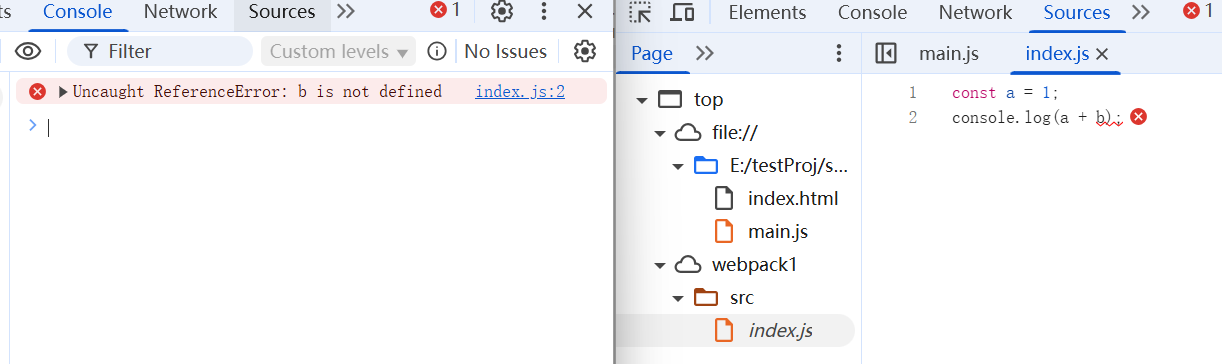 ts Console Network Sources 1
Filter Custom levels No Issues
Uncaught ReferenceError: b is not defined index.js:2
Elements Console Network Sources 1
Page main.js index.js
top
file://
E:/testProj/s...
index.html
main.js
webpack1
src
index.js
1 const a = 1;
2 console.log(a + b);